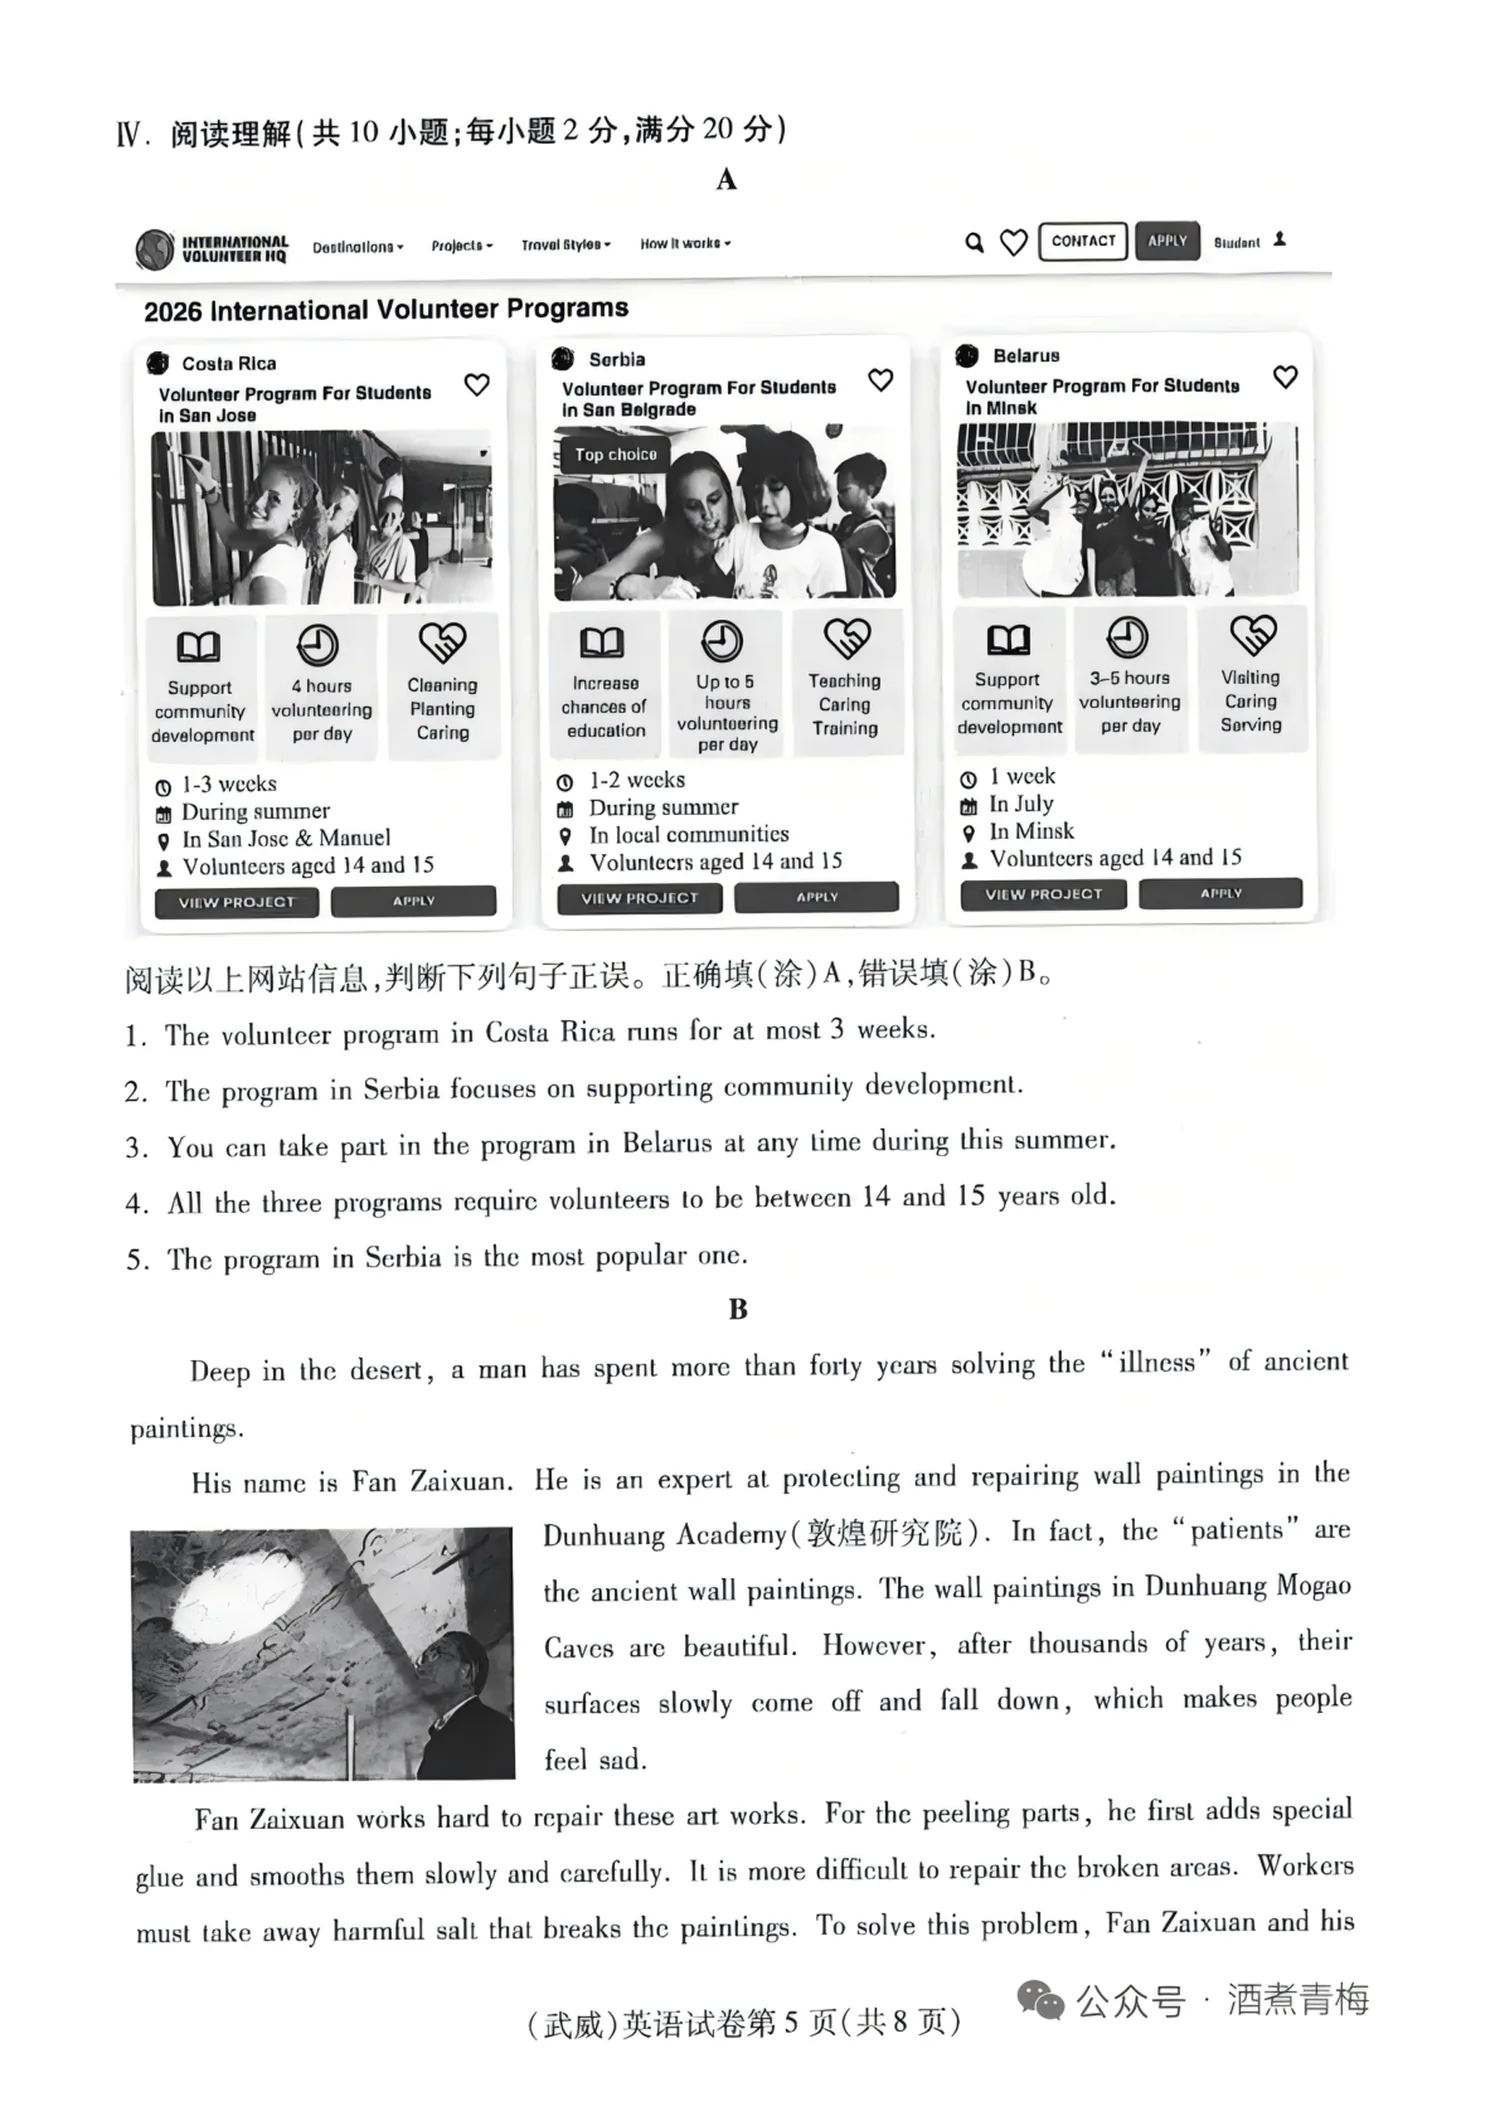 Ⅳ. 阅读理解(共10小题;每小题2分,满分20分)
A
INTERNATIONAL VOLUNTEER HQ
Destinations
Projects
Travel Styles
How it works
CONTACT
APPLY
Student
2026 International Volunteer Programs
Costa Rica
Volunteer Program For Students
in San Jose
Support
community
development
4 hours
volunteering
per day
Cleaning
Planting
Caring
1-3 weeks
During summer
In San Jose & Manuel
Volunteers aged 14 and 15
VIEW PROJECT
APPLY
Serbia
Volunteer Program For Students
in San Belgrade
Top choice
Increase
chances of
education
Up to 5
hours
volunteering
per day
Teaching
Caring
Training
1-2 weeks
During summer
In local communities
Volunteers aged 14 and 15
VIEW PROJECT
APPLY
Belarus
Volunteer Program For Students
in Minsk
Support
community
development
3-5 hours
volunteering
per day
Visiting
Caring
Serving
1 week
In July
In Minsk
Volunteers aged 14 and 15
VIEW PROJECT
APPLY
阅读以上网站信息,判断下列句子正误。正确填(涂)A,错误填(涂)B。
1. The volunteer program in Costa Rica runs for at most 3 weeks.
2. The program in Serbia focuses on supporting community development.
3. You can take part in the program in Belarus at any time during this summer.
4. All the three programs require volunteers to be between 14 and 15 years old.
5. The program in Serbia is the most popular one.
B
Deep in the desert, a man has spent more than forty years solving the "illness" of ancient
paintings.
His name is Fan Zaixuan. He is an expert at protecting and repairing wall paintings in the
Dunhuang Academy(敦煌研究院). In fact, the "patients" are
the ancient wall paintings. The wall paintings in Dunhuang Mogao
Caves are beautiful. However, after thousands of years, their
surfaces slowly come off and fall down, which makes people
feel sad.
Fan Zaixuan works hard to repair these art works. For the peeling parts, he first adds special
glue and smooths them slowly and carefully. It is more difficult to repair the broken areas. Workers
must take away harmful salt that breaks the paintings. To solve this problem, Fan Zaixuan and his
(武威)英语试卷第5页(共8页)
公众号·酒煮青梅